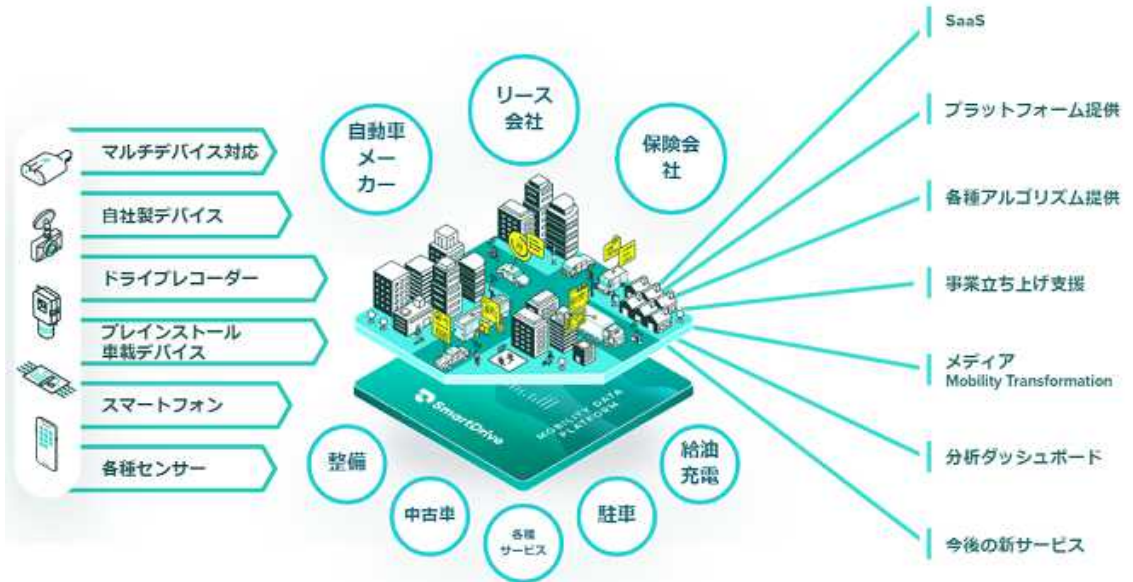 マルチデバイス対応
自社製デバイス
ドライブレコーダー
プレインストール
車載デバイス
スマートフォン
各種センサー
自動車
メー
カー
リース
会社
保険会
社
SmartDrive
MOBILITY DATA
PLATFORM
整備
中古車
各種
サービス
駐車
給油
充電
SaaS
プラットフォーム提供
各種アルゴリズム提供
事業立ち上げ支援
メディア
Mobility Transformation
分析ダッシュボード
今後の新サービス